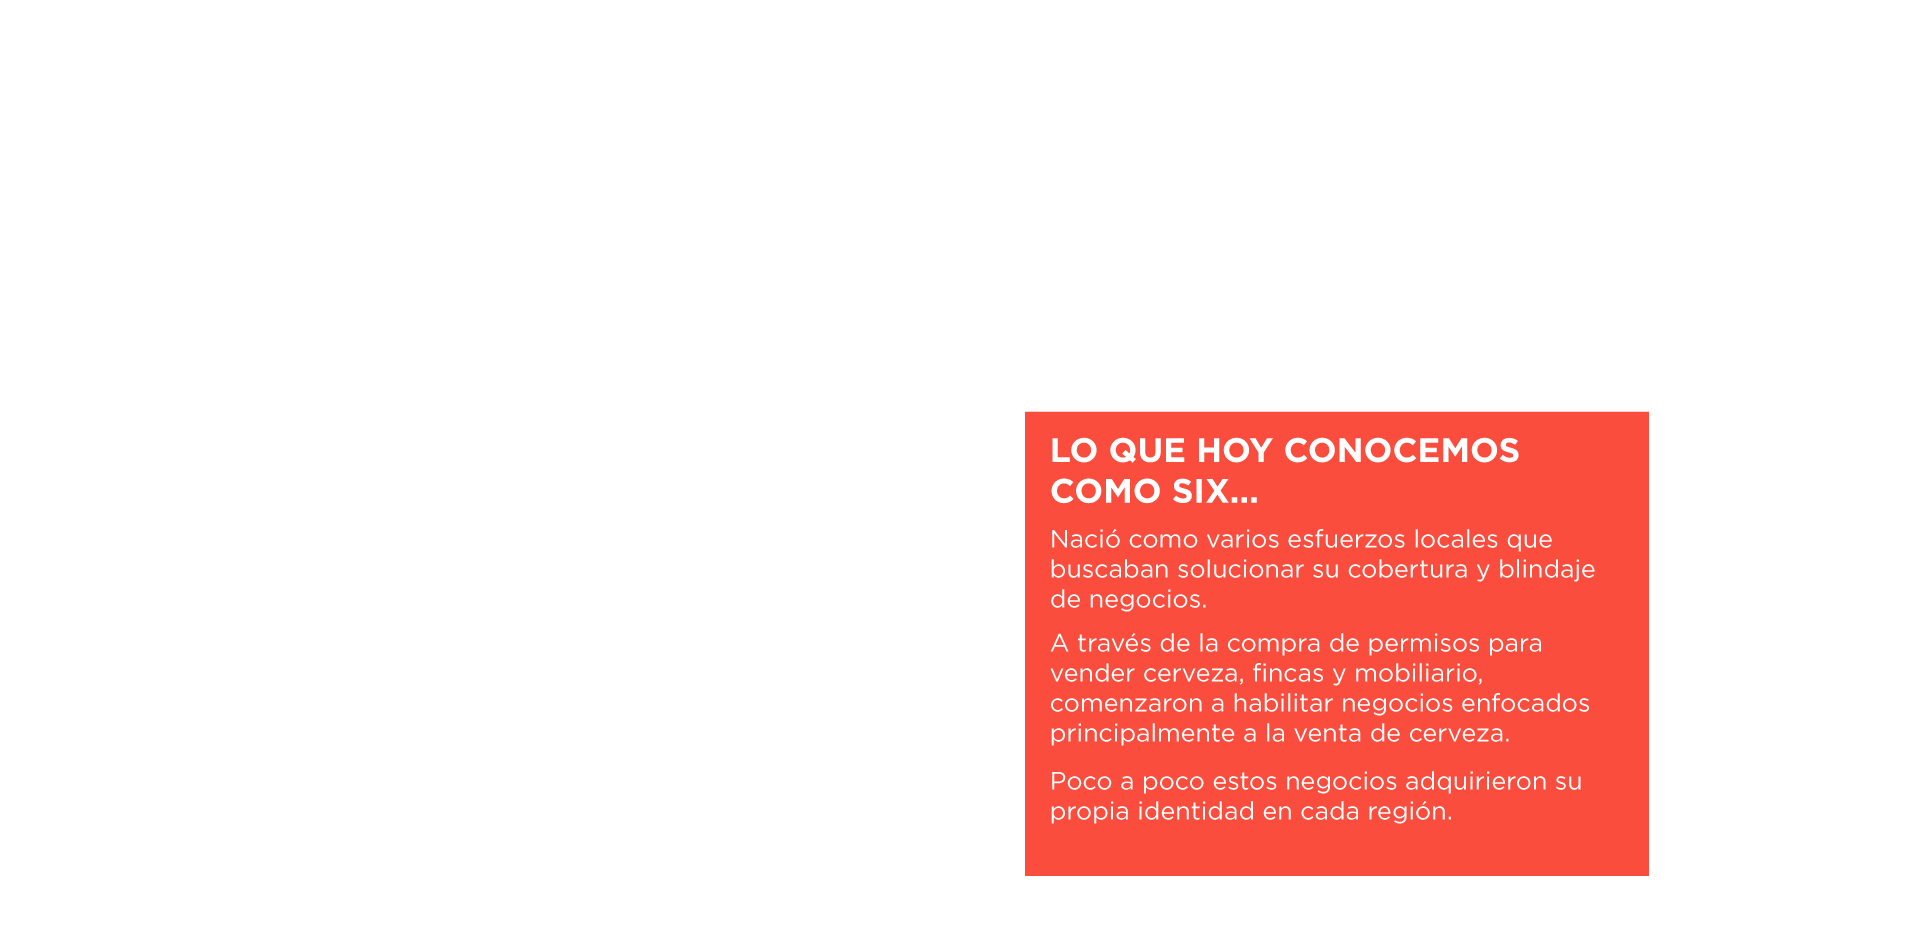 LO QUE HOY CONOCEMOS
COMO SIX...
Nació como varios esfuerzos locales que
buscaban solucionar su cobertura y blindaje
de negocios.
A través de la compra de permisos para
vender cerveza, fincas y mobiliario,
comenzaron a habilitar negocios enfocados
principalmente a la venta de cerveza.
Poco a poco estos negocios adquirieron su
propia identidad en cada región.